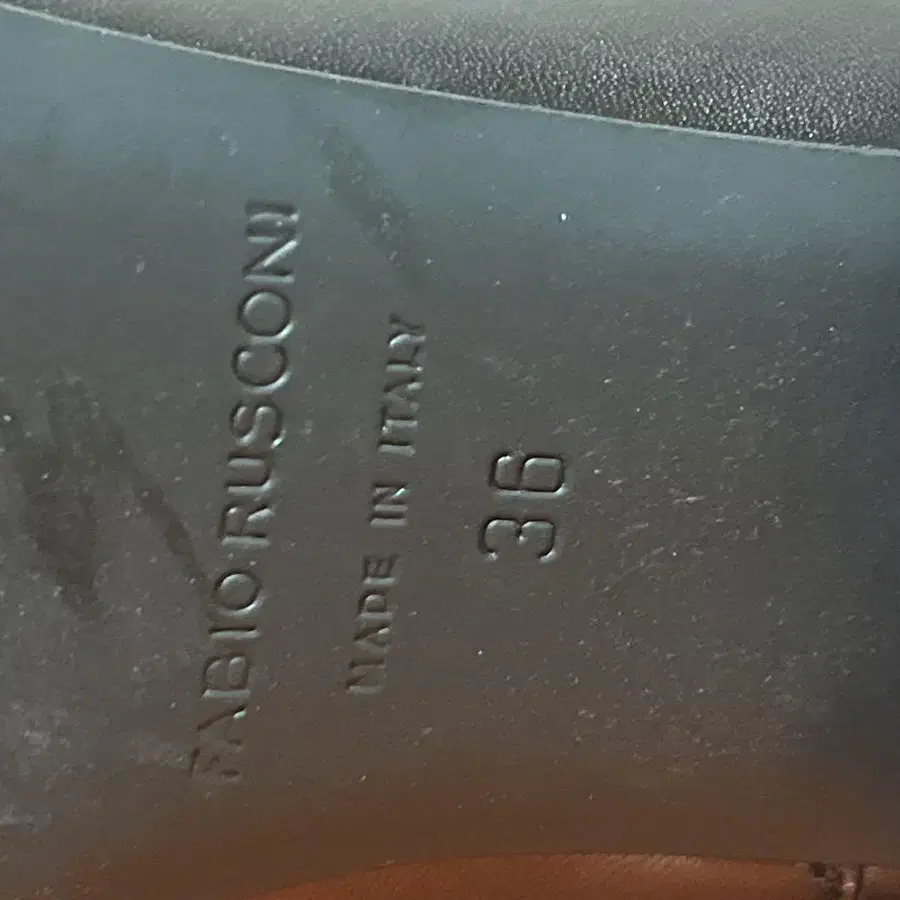 FABIO RUSCONI
MADE IN ITALY
36